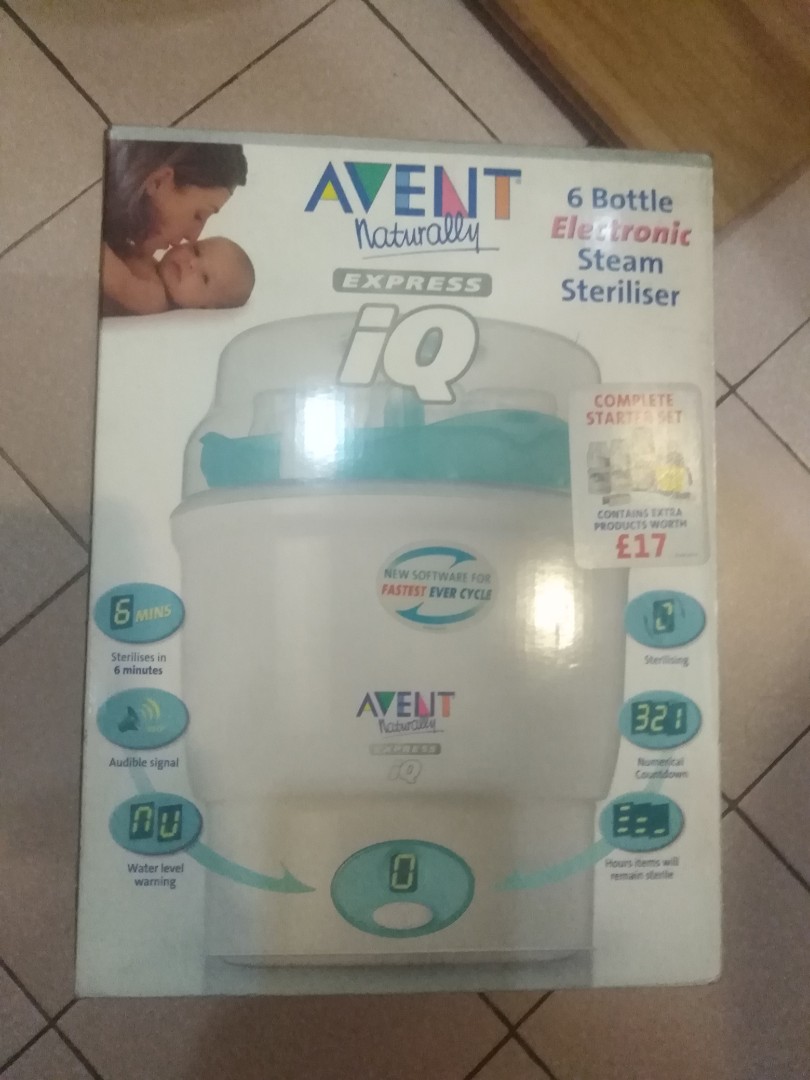 AVENT
Naturally
EXPRESS
iQ
6 Bottle
Electronic
Steam
Steriliser
COMPLETE
STARTER SET
CONTAINS EXTRA
PRODUCTS WORTH
£17
NEW SOFTWARE FOR
FASTEST EVER CYCLE
6 MINS
Sterilises in
6 minutes
Audible signal
Water level
warning
AVENT
Naturally
EXPRESS
iQ
0
Sterilising
321
Numerical
Countdown
Hours items will
remain sterile